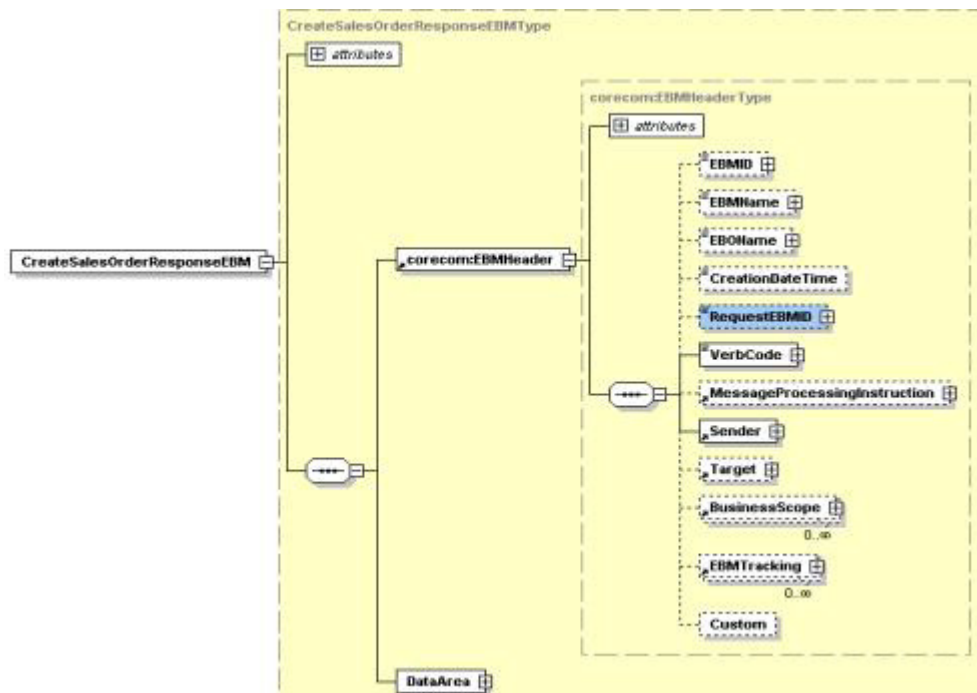 CreateSalesOrderResponseEBMType
attributes
corecom:EBMHeaderType
attributes
EBMID
EBMName
EBOName
CreationDateTime
RequestEBMID
VerbCode
MessageProcessingInstruction
Sender
Target
BusinessScope
0..∞
EBMTracking
0..∞
Custom
corecom:EBMHeader
CreateSalesOrderResponseEBM
DataArea